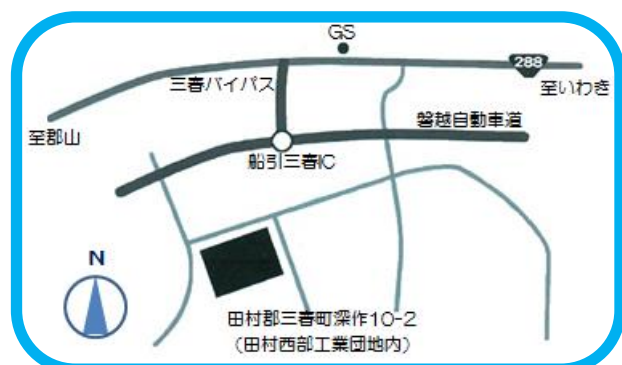 GS
288
三春バイパス
至いわき
至郡山
磐越自動車道
船引三春IC
N
田村郡三春町深作10-2
（田村西部工業団地内）